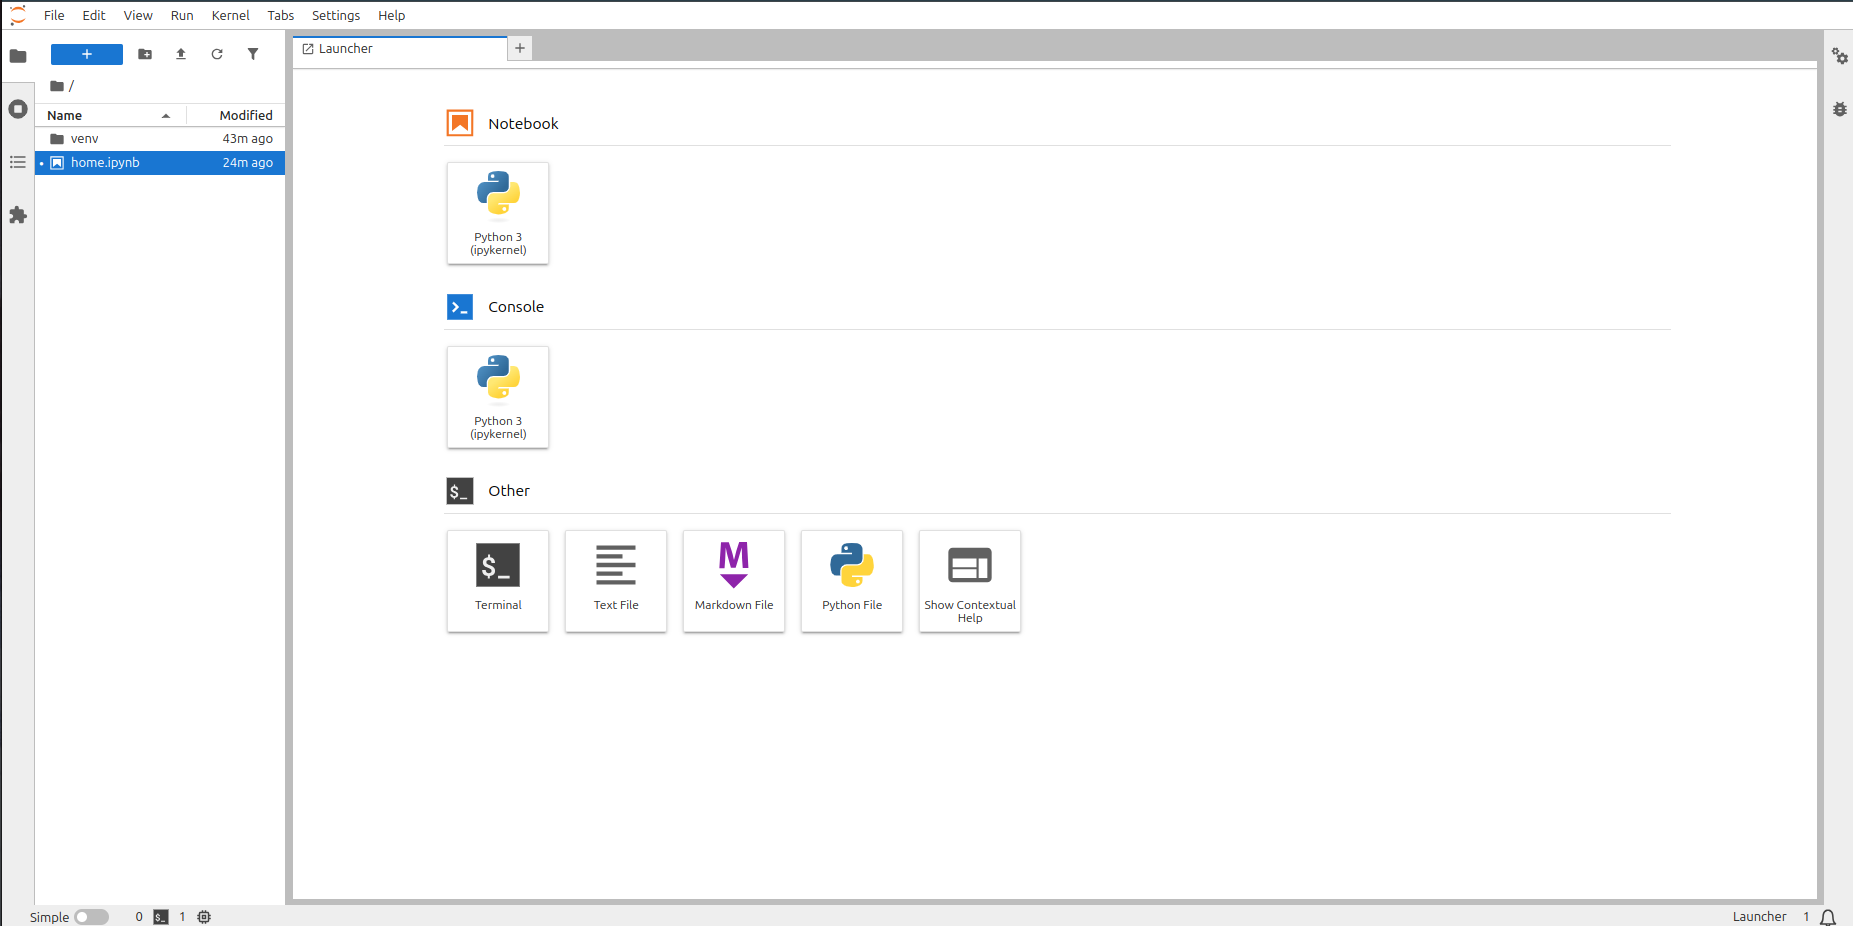 File Edit View Run Kernel Tabs Settings Help
Launcher
/
Name Modified
venv 43m ago
home.ipynb 24m ago
Notebook
Python 3
(ipykernel)
Console
Python 3
(ipykernel)
$_ Other
$_
Terminal
Text File
M
Markdown File
Python File
Show Contextual
Help
Simple 0 $_ 1
Launcher 1